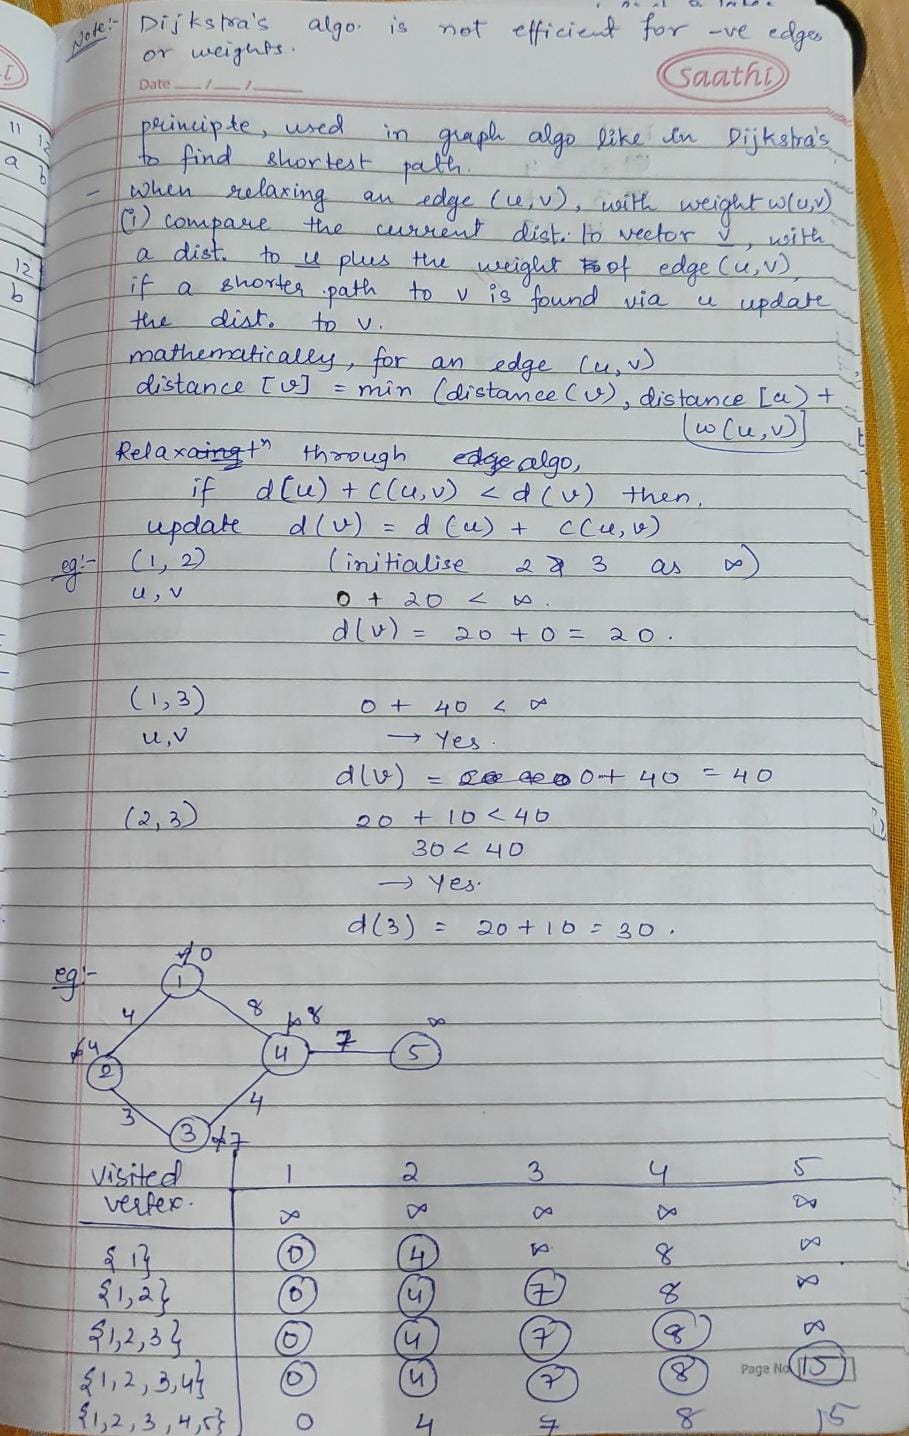 Note:- Dijkstra's algo. is not efficient for -ve edges
or weights.
Date __/__/____
saathi
principle, used in graph algo like in Dijkstra's
to find shortest path.
- When relaxing an edge (u,v), with weight w(u,v)
(i) compare the current dist. to vector v, with
a dist. to u plus the weight of edge (u,v)
if a shorter path to v is found via u update
the dist. to v.
mathematically, for an edge (u,v)
distance [v] = min (distance (v), distance [u) +
w(u,v)]
Relaxatn through algo,
if d(u) + c(u,v) < d(v) then,
update d(v) = d(u) + c(u,v)
eg:- (1,2) (initialise 2 & 3 as ∞)
u, v 0 + 20 < ∞.
d(v) = 20 + 0 = 20.
(1,3) 0 + 40 < ∞
u,v → Yes.
d(v) = 0 + 40 = 40
(2,3) 20 + 10 < 40
30 < 40
→ Yes.
d(3) = 20 + 10 = 30.
eg:- 0
1
4 8
8 ∞
4 4 7 5
2
3 4
3 7
Visited 1 2 3 4 5
vertex.
∞ ∞ ∞ ∞ ∞
{1} 0 4 ∞ 8 ∞
{1,2} 0 4 7 8 ∞
{1,2,3} 0 4 7 8 ∞
{1,2,3,4} 0 4 7 8 Page No 15
{1,2,3,4,5} 0 4 7 8 15